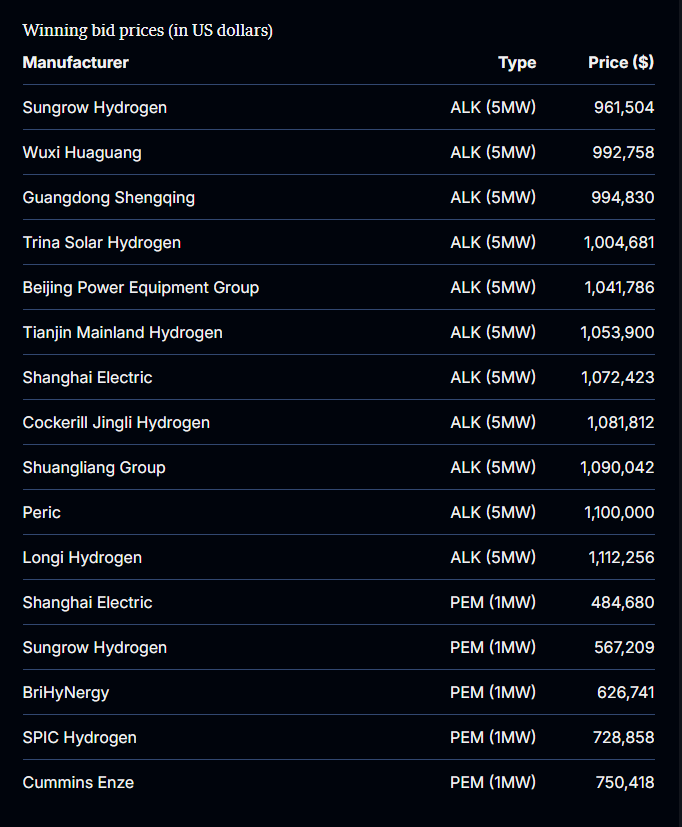 Winning bid prices (in US dollars)
Manufacturer Type Price ($)
Sungrow Hydrogen ALK (5MW) 961,504
Wuxi Huaguang ALK (5MW) 992,758
Guangdong Shengqing ALK (5MW) 994,830
Trina Solar Hydrogen ALK (5MW) 1,004,681
Beijing Power Equipment Group ALK (5MW) 1,041,786
Tianjin Mainland Hydrogen ALK (5MW) 1,053,900
Shanghai Electric ALK (5MW) 1,072,423
Cockerill Jingli Hydrogen ALK (5MW) 1,081,812
Shuangliang Group ALK (5MW) 1,090,042
Peric ALK (5MW) 1,100,000
Longi Hydrogen ALK (5MW) 1,112,256
Shanghai Electric PEM (1MW) 484,680
Sungrow Hydrogen PEM (1MW) 567,209
BriHyNergy PEM (1MW) 626,741
SPIC Hydrogen PEM (1MW) 728,858
Cummins Enze PEM (1MW) 750,418